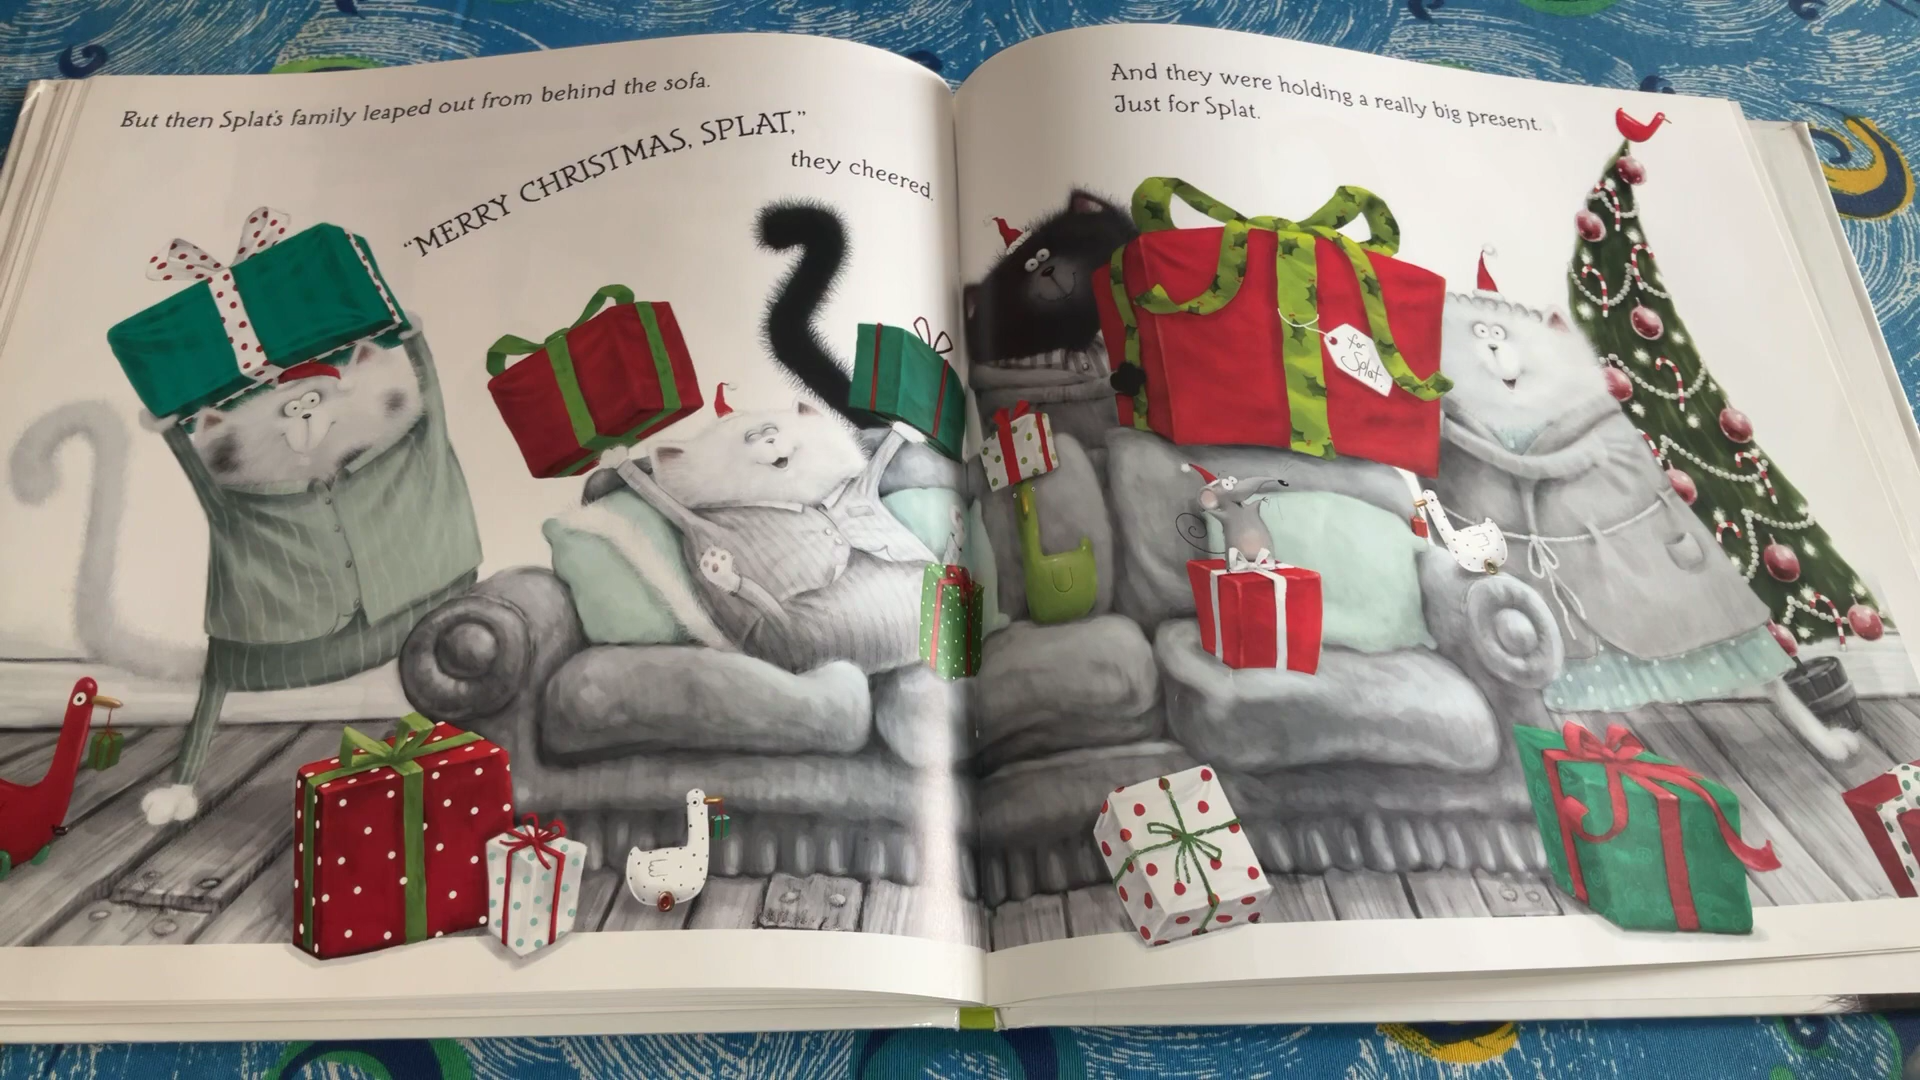 But then Splat's family leaped out from behind the sofa.
“MERRY CHRISTMAS, SPLAT,”
they cheered.
And they were holding a really big present.
Just for Splat.
for
Splat.